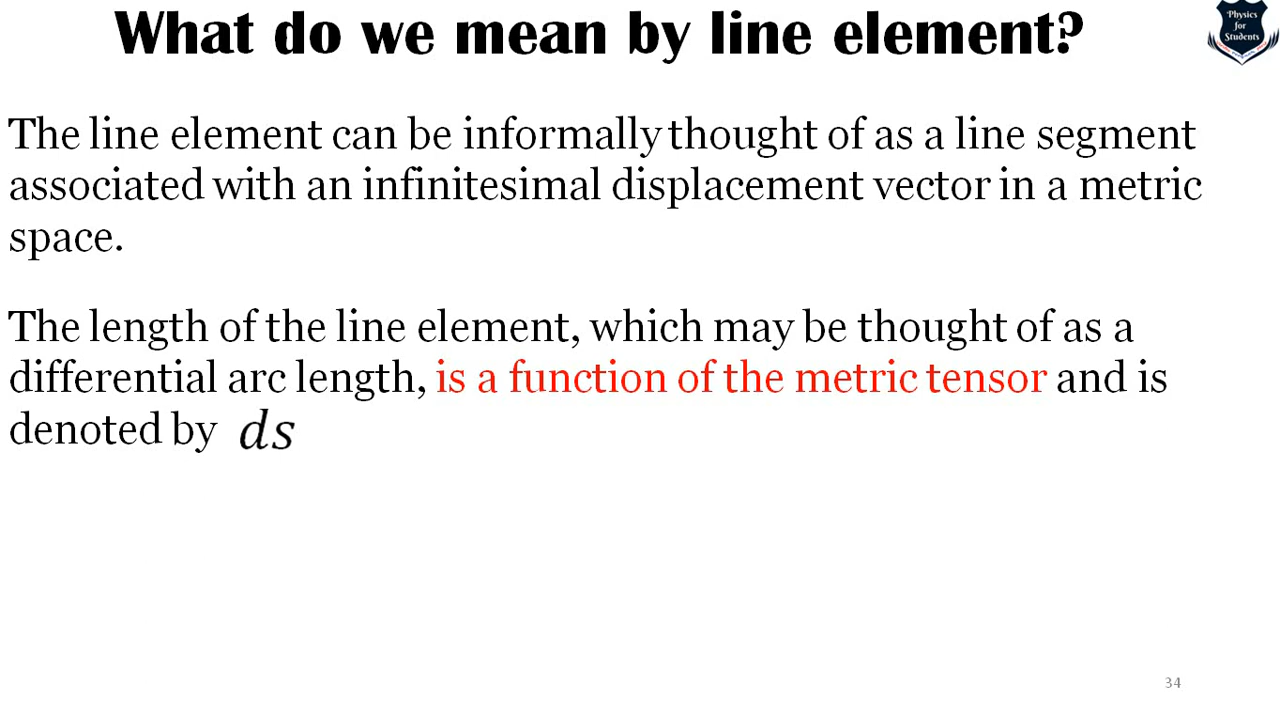 What do we mean by line element?
Physics
for
Students
The line element can be informally thought of as a line segment
associated with an infinitesimal displacement vector in a metric
space.
The length of the line element, which may be thought of as a
differential arc length, is a function of the metric tensor and is
denoted by ds
34